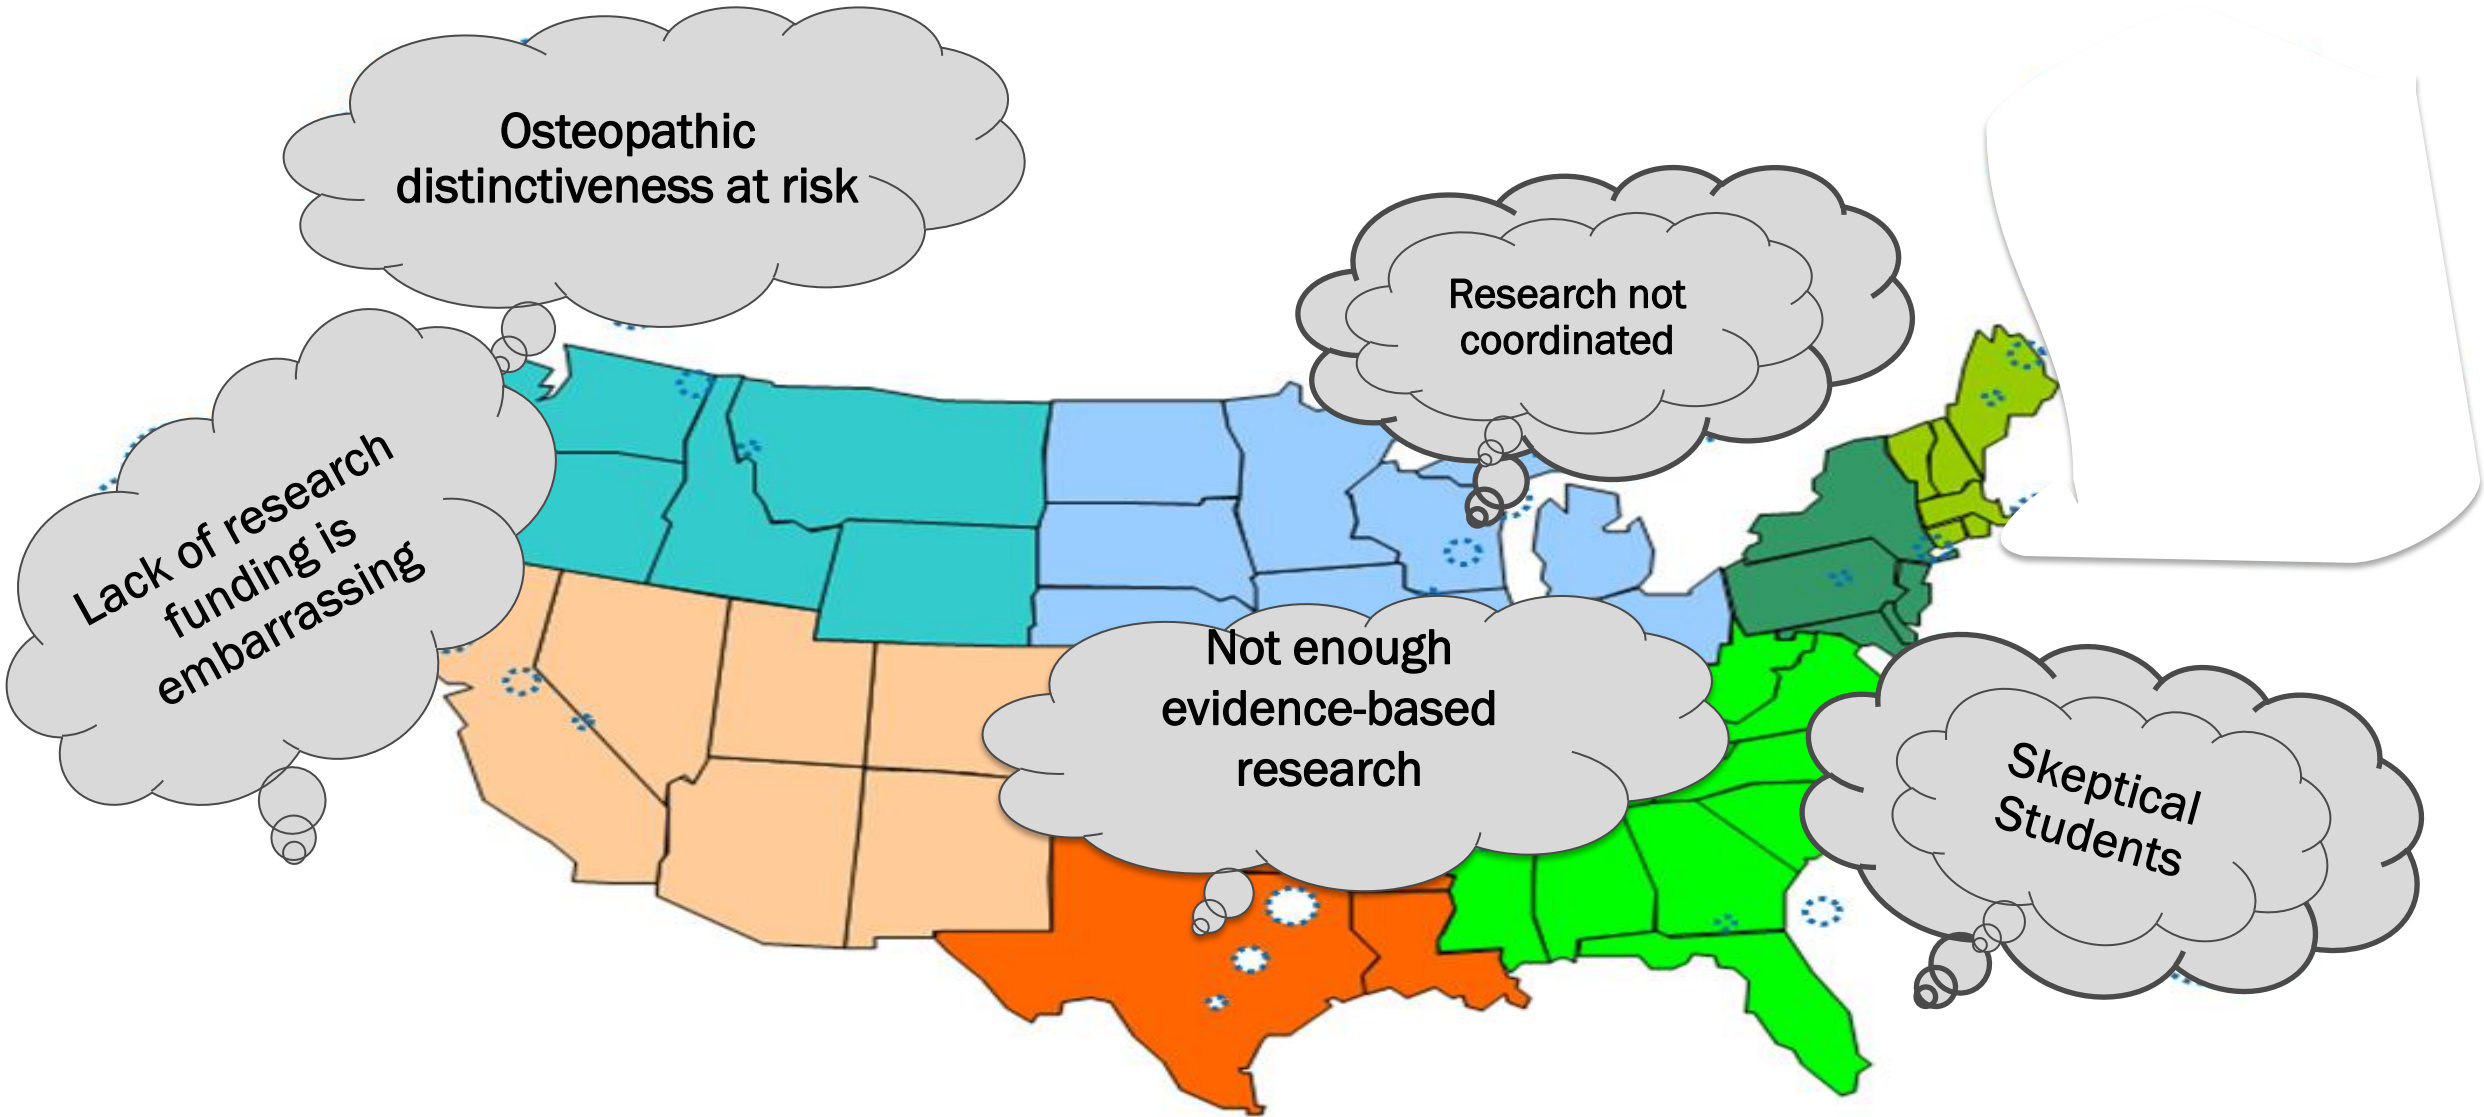 Osteopathic
distinctiveness at risk
Research not
coordinated
Lack of research
funding is
embarrassing
Not enough
evidence-based
research
Skeptical
Students